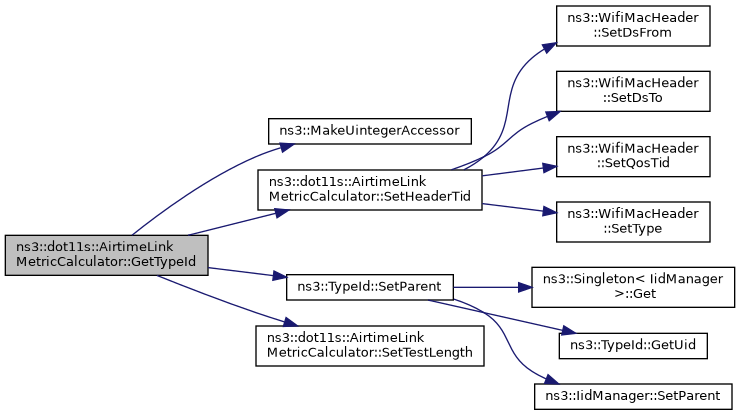 ns3::dot11s::AirtimeLink
MetricCalculator::GetTypeId
ns3::MakeUintegerAccessor
ns3::dot11s::AirtimeLink
MetricCalculator::SetHeaderTid
ns3::TypeId::SetParent
ns3::dot11s::AirtimeLink
MetricCalculator::SetTestLength
ns3::WifiMacHeader
::SetDsFrom
ns3::WifiMacHeader
::SetDsTo
ns3::WifiMacHeader
::SetQosTid
ns3::WifiMacHeader
::SetType
ns3::Singleton< IidManager
>::Get
ns3::TypeId::GetUid
ns3::IidManager::SetParent